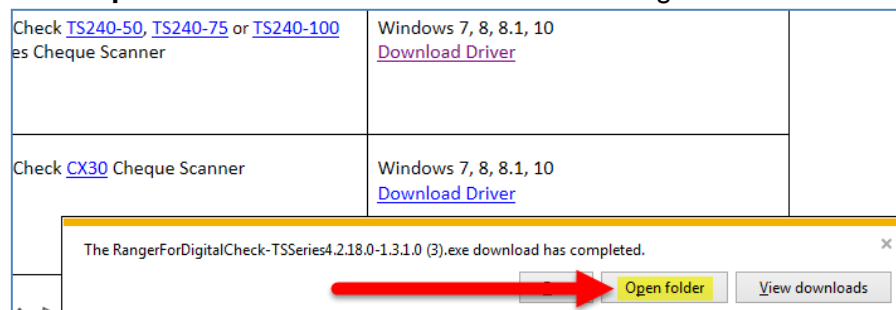 Check TS240-50, TS240-75 or TS240-100
es Cheque Scanner
Windows 7, 8, 8.1, 10
Download Driver
Check CX30 Cheque Scanner
Windows 7, 8, 8.1, 10
Download Driver
The RangerForDigitalCheck-TSSeries4.2.18.0-1.3.1.0 (3).exe download has completed.
Open folder
View downloads